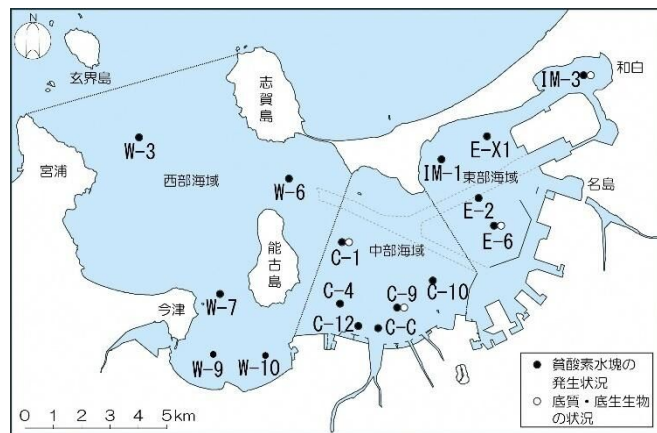 N
玄界島
志賀島
和白
IM-3
宮浦
W-3
西部海域
W-6
IM-1
E-X1
東部海域
名島
E-2
E-6
能古島
中部海域
C-1
C-4
C-9
C-10
C-12
C-C
今津
W-7
W-9
W-10
0 1 2 3 4 5km
●貧酸素水塊の
発生状況
○底質・底生生物
の状況